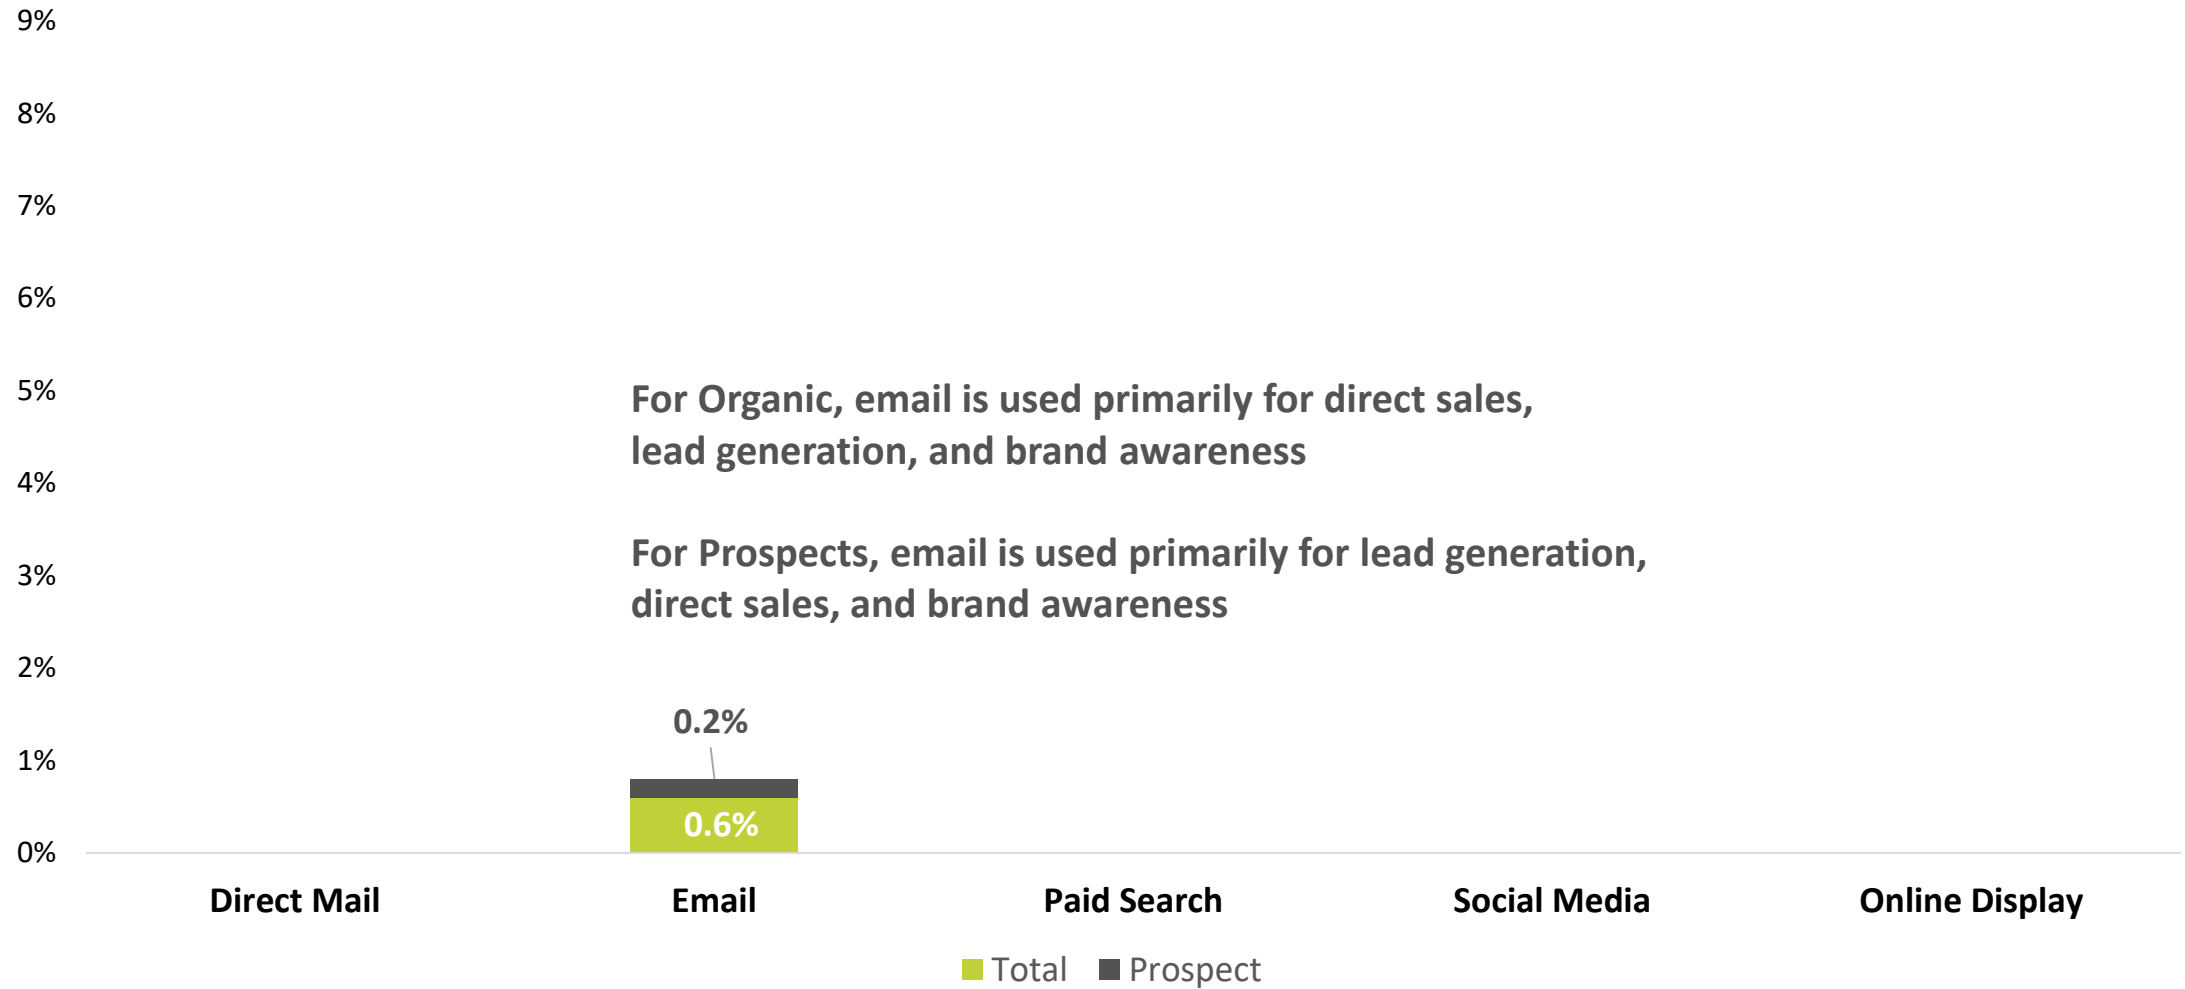 9%
8%
7%
6%
5%
4%
3%
2%
1%
0%
For Organic, email is used primarily for direct sales,
lead generation, and brand awareness
For Prospects, email is used primarily for lead generation,
direct sales, and brand awareness
0.2%
0.6%
Direct Mail
Email
Paid Search
Social Media
Online Display
Total
Prospect